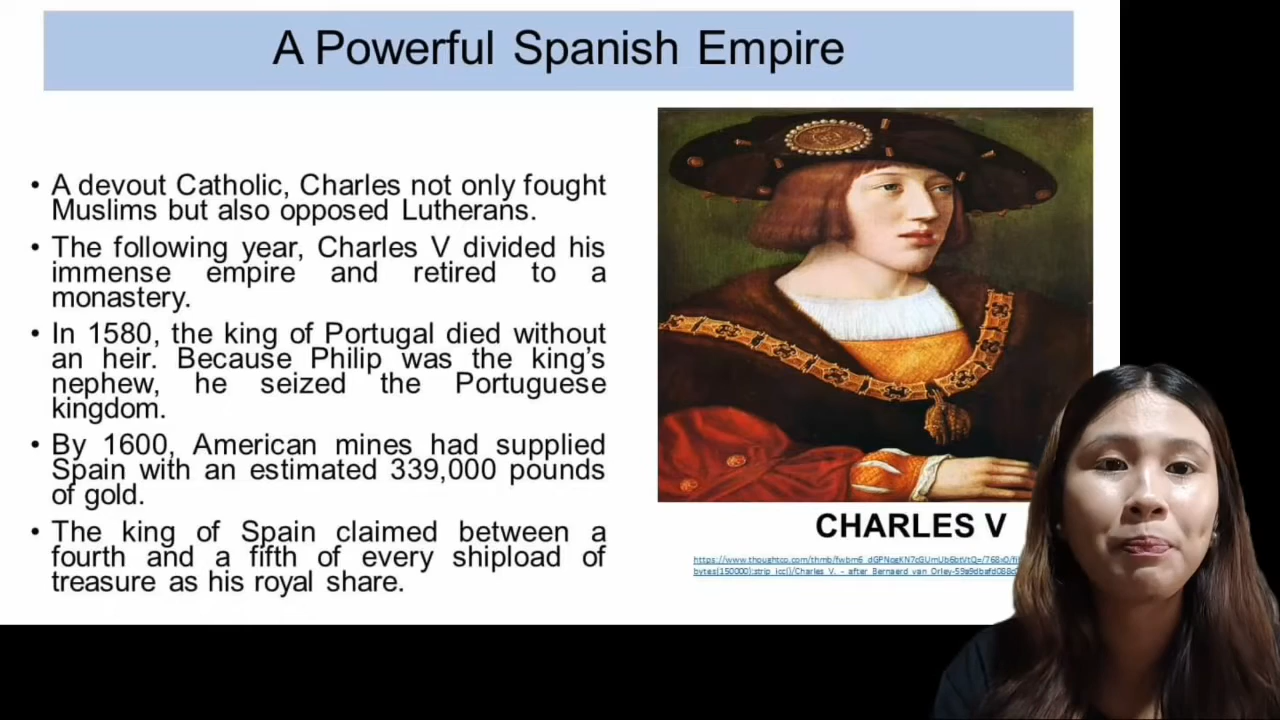 A Powerful Spanish Empire
• A devout Catholic, Charles not only fought
Muslims but also opposed Lutherans.
• The following year, Charles V divided his
immense empire and retired to a
monastery.
• In 1580, the king of Portugal died without
an heir. Because Philip was the king's
nephew, he seized the Portuguese
kingdom.
• By 1600, American mines had supplied
Spain with an estimated 339,000 pounds
of gold.
• The king of Spain claimed between a
fourth and a fifth of every shipload of
treasure as his royal share.
CHARLES V